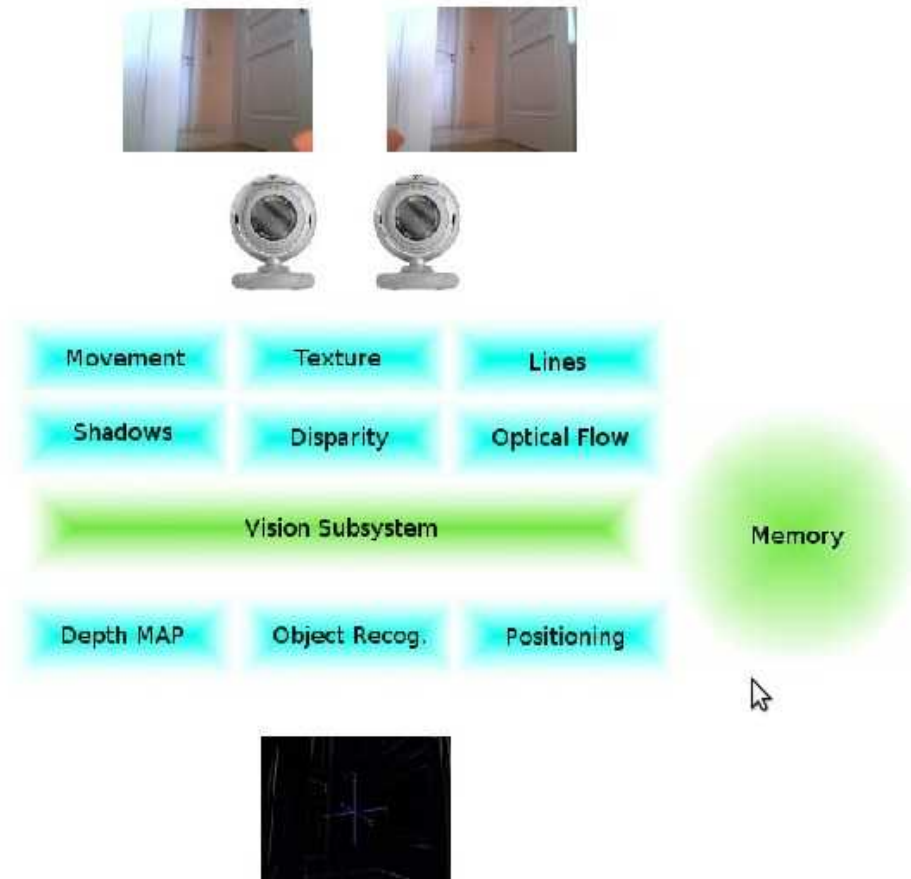 Movement
Texture
Lines
Shadows
Disparity
Optical Flow
Vision Subsystem
Memory
Depth MAP
Object Recog.
Positioning